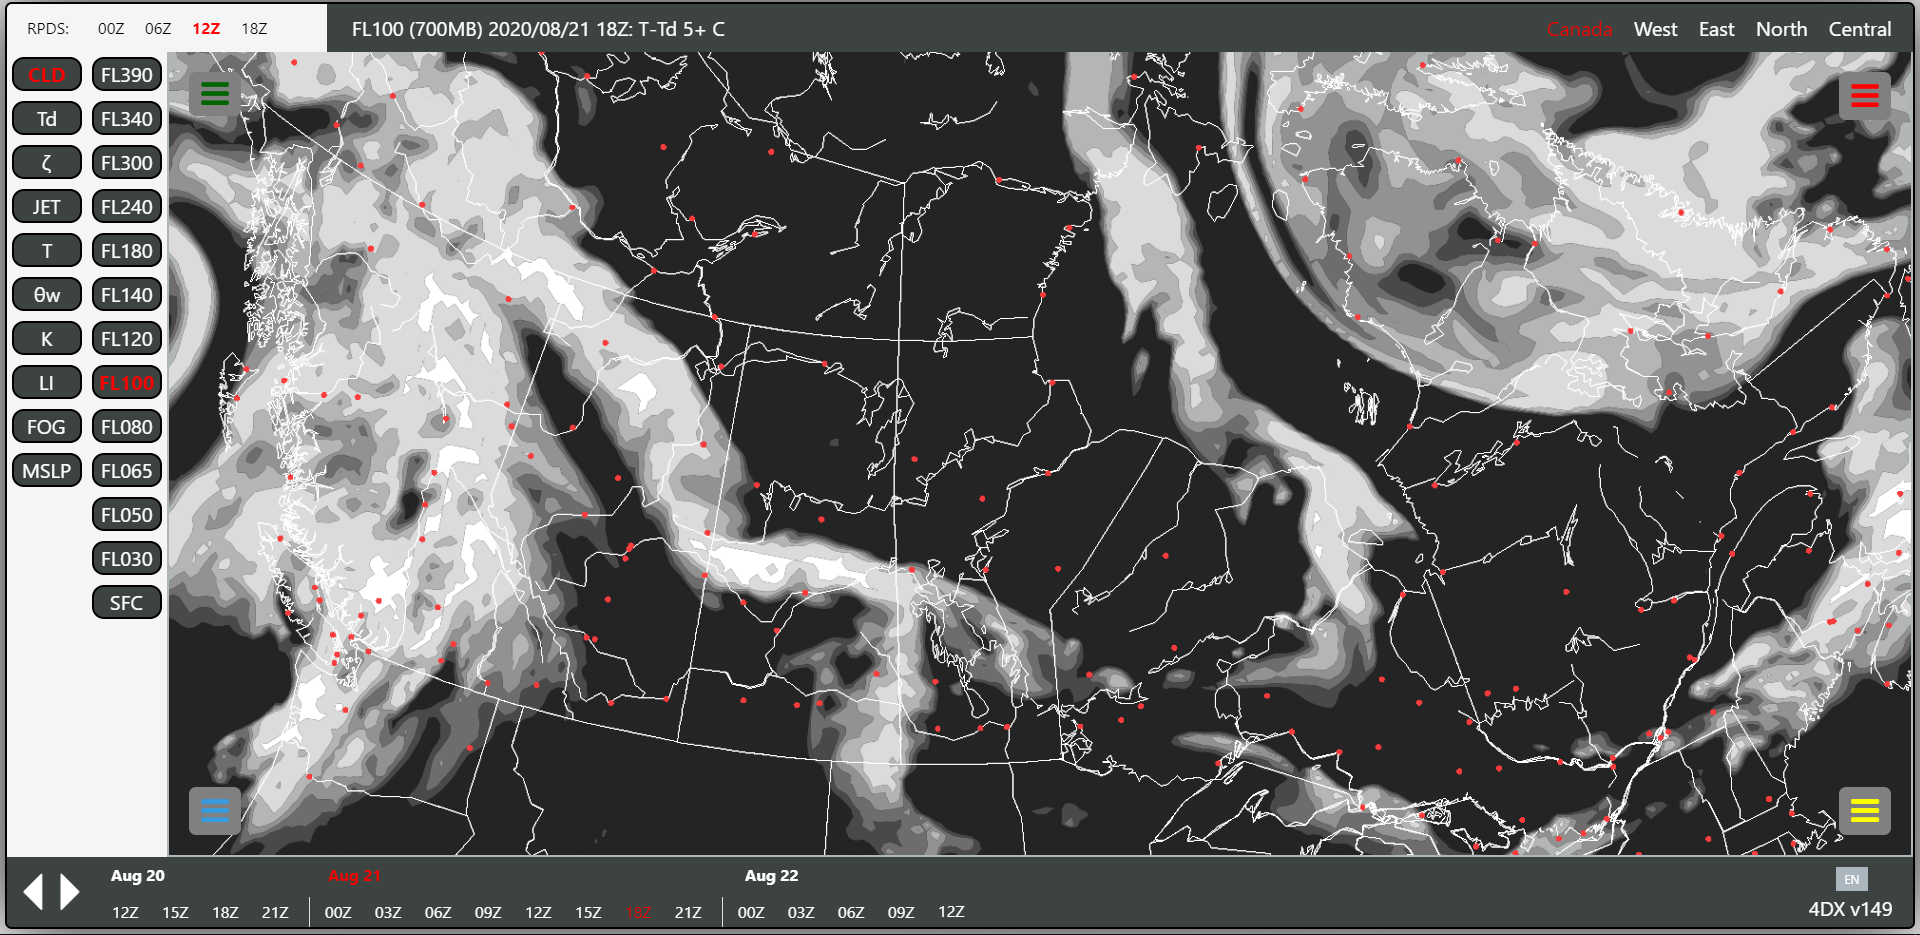 RPDS: 00Z 06Z 12Z 18Z
FL100 (700MB) 2020/08/21 18Z: T-Td 5+ C
Canada West East North Central
CLD FL390
Td FL340
ζ FL300
JET FL240
T FL180
θw FL140
K FL120
LI FL100
FOG FL080
MSLP FL065
FL050
FL030
SFC
Aug 20 Aug 21 Aug 22
12Z 15Z 18Z 21Z 00Z 03Z 06Z 09Z 12Z 15Z 18Z 21Z 00Z 03Z 06Z 09Z 12Z
EN
4DX v149